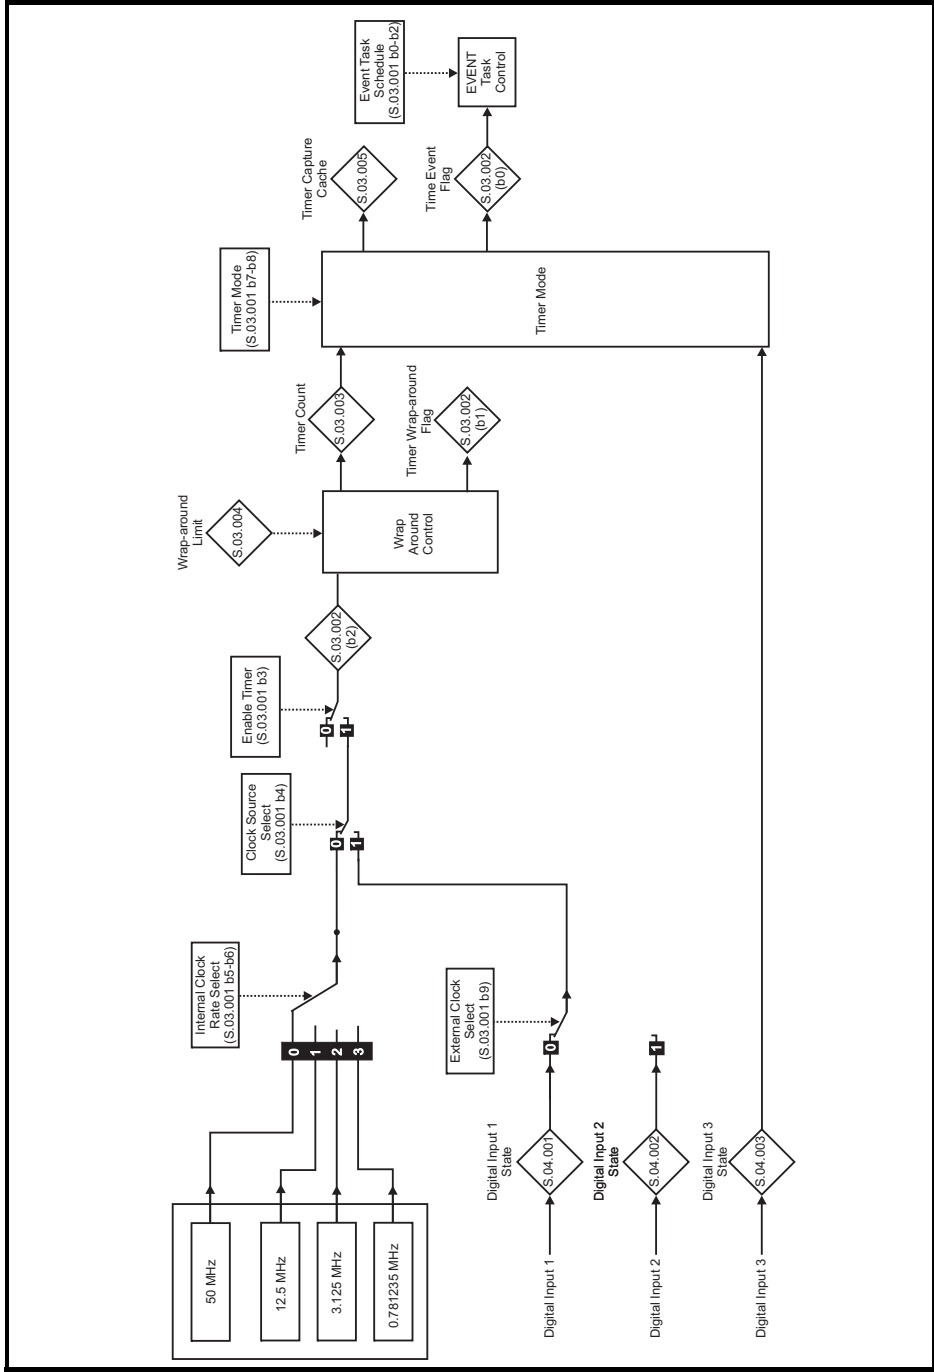 50 MHz
12.5 MHz
3.125 MHz
0.781235 MHz
0
1
2
3
Internal Clock
Rate Select
(S.03.001 b5-b6)
Clock Source
Select
(S.03.001 b4)
0
1
Enable Timer
(S.03.001 b3)
0
1
S.03.002
(b2)
Wrap-around
Limit
S.03.004
Wrap
Around
Control
Timer Count
S.03.003
Timer Wrap-around
Flag
S.03.002
(b1)
Timer Mode
(S.03.001 b7-b8)
Timer Mode
Timer Capture
Cache
S.03.005
Time Event
Flag
S.03.002
(b0)
Event Task
Schedule
(S.03.001 b0-b2)
EVENT
Task
Control
External Clock
Select
(S.03.001 b9)
0
1
Digital Input 1
Digital Input 1
State
S.04.001
Digital Input 2
Digital Input 2
State
S.04.002
Digital Input 3
Digital Input 3
State
S.04.003